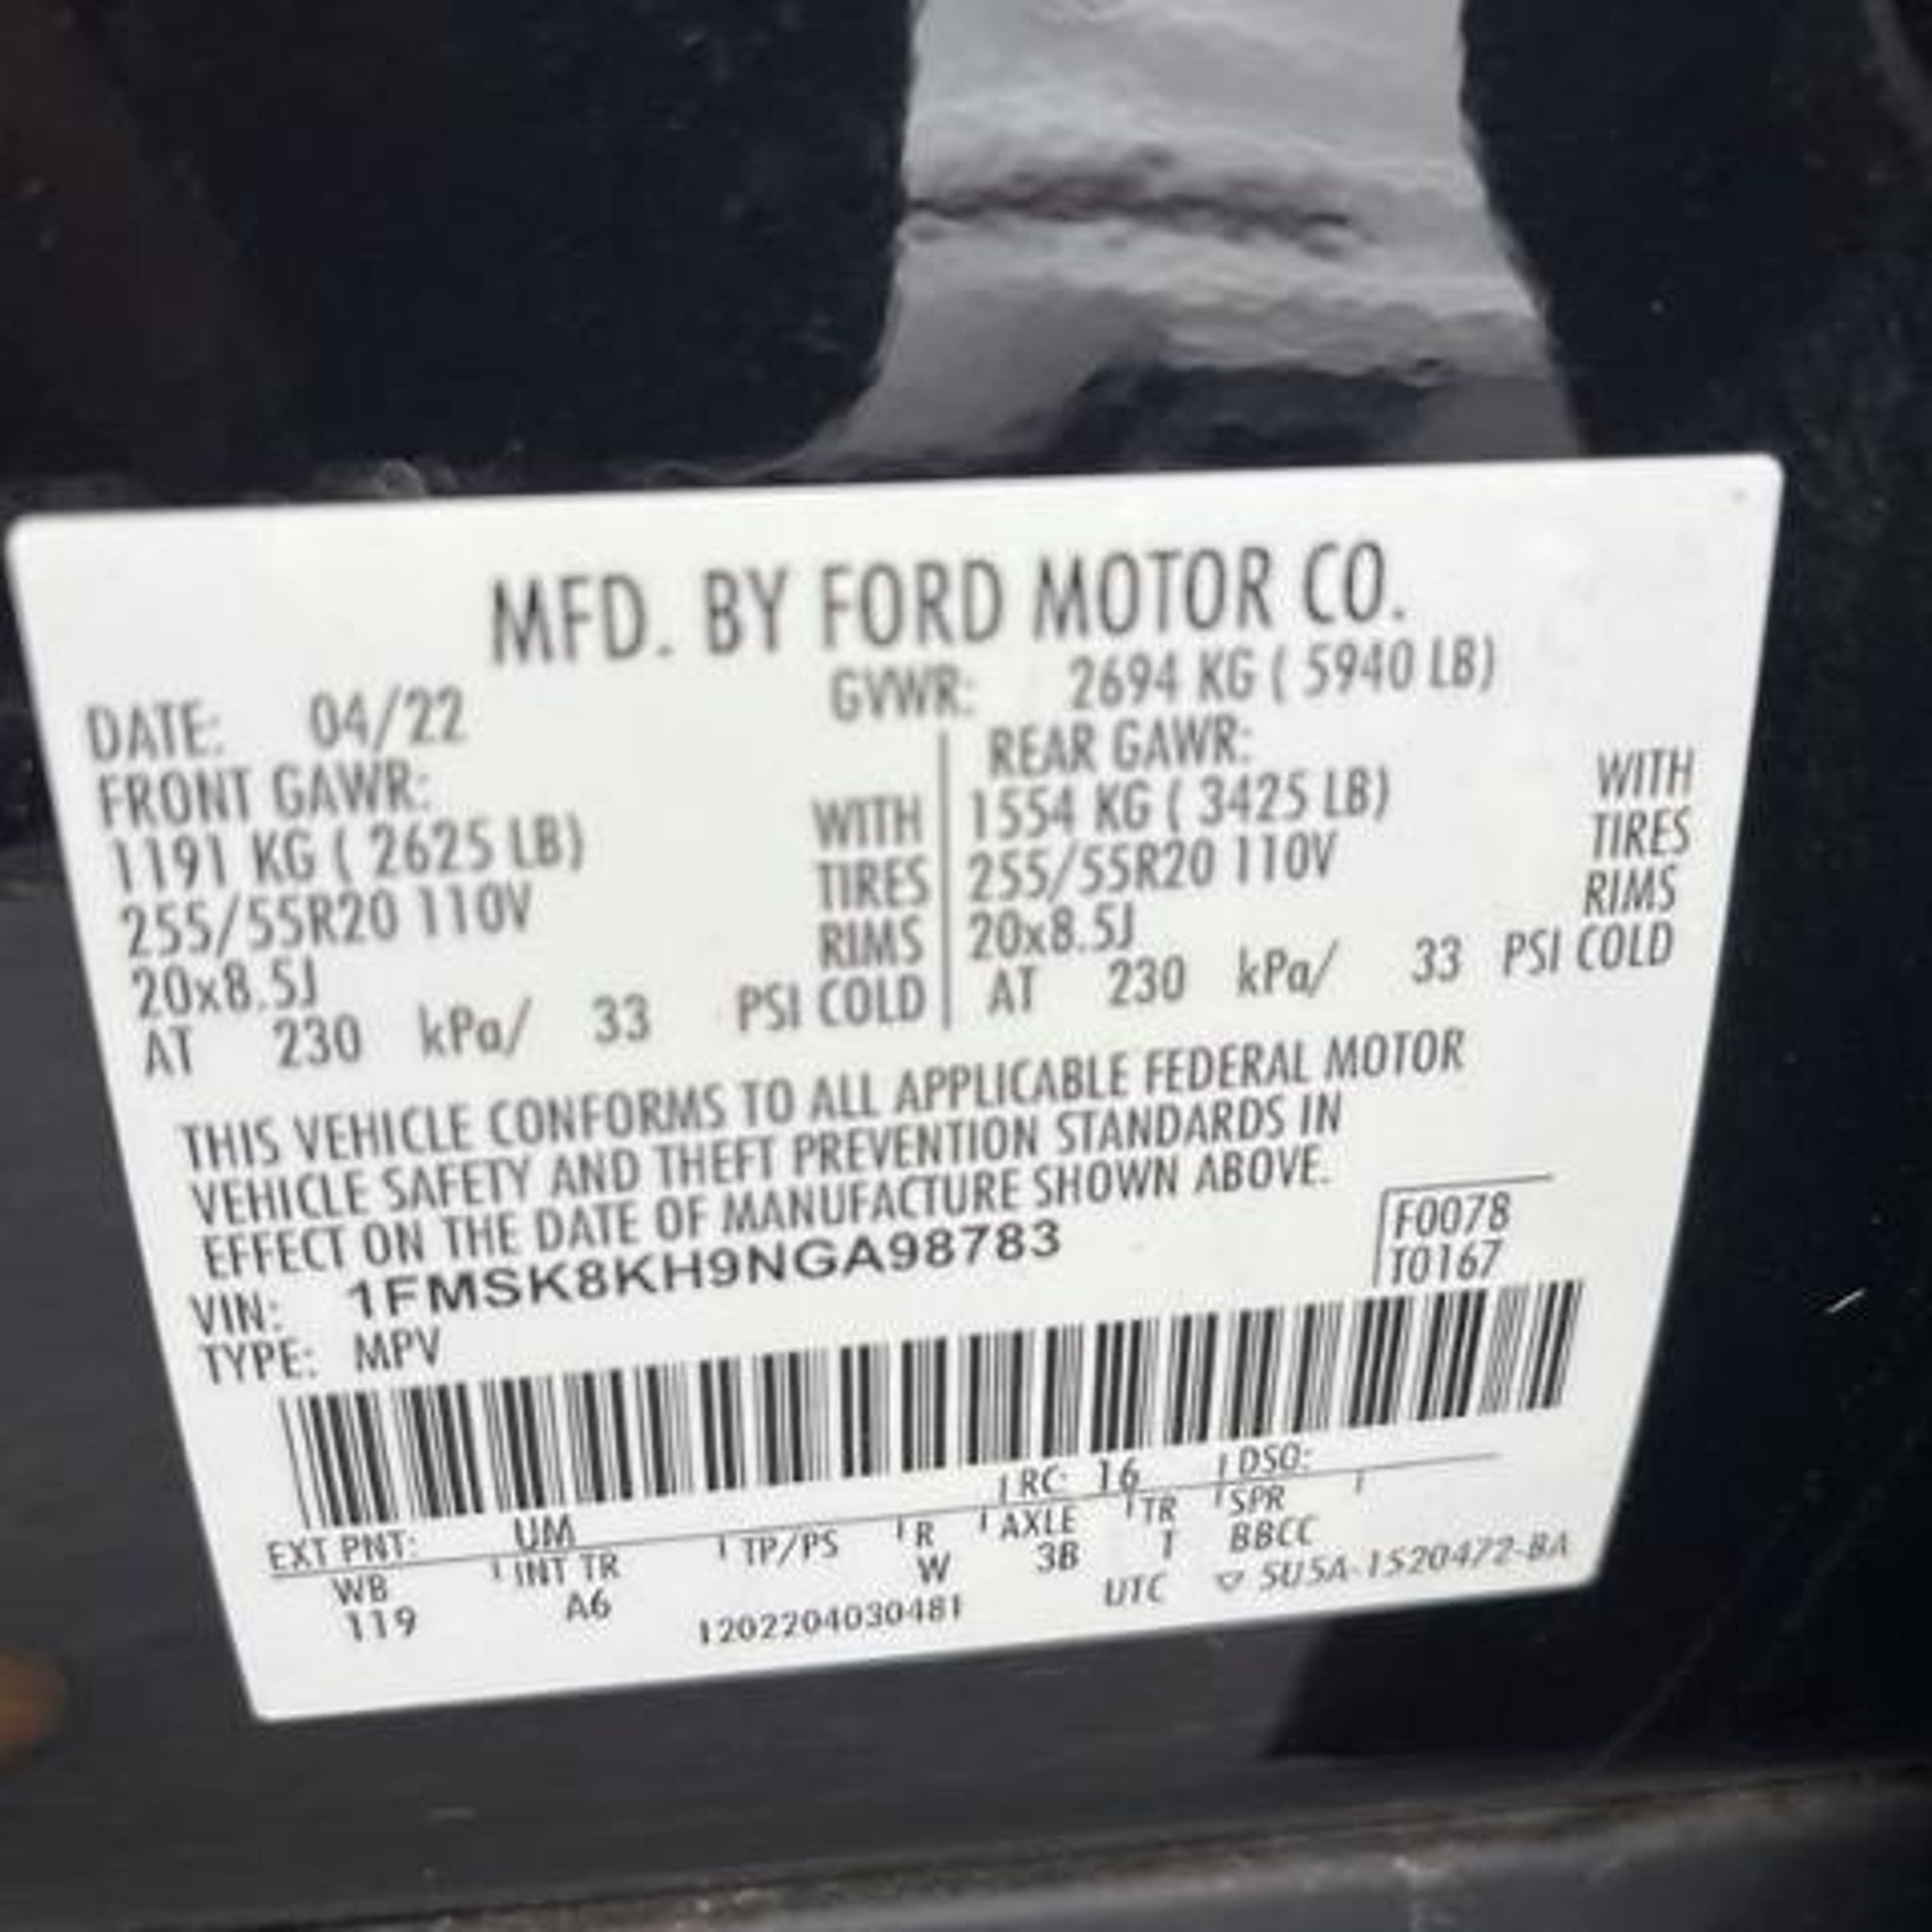 MFD. BY FORD MOTOR CO.
DATE: 04/22 GVWR: 2694 KG ( 5940 LB)
FRONT GAWR: REAR GAWR:
1191 KG ( 2625 LB) WITH 1554 KG ( 3425 LB) WITH
255/55R20 110V TIRES 255/55R20 110V TIRES
20x8.5J RIMS 20x8.5J RIMS
AT 230 kPa/ 33 PSI COLD AT 230 kPa/ 33 PSI COLD
THIS VEHICLE CONFORMS TO ALL APPLICABLE FEDERAL MOTOR
VEHICLE SAFETY AND THEFT PREVENTION STANDARDS IN
EFFECT ON THE DATE OF MANUFACTURE SHOWN ABOVE.
VIN: 1FMSK8KH9NGA98783 F0078
TYPE: MPV T0167
EXT PNT: UM RC: 16 DSO:
WB INT TR TP/PS R AXLE TR SPR
119 A6 W 3B 1 BBCC
1202204030481 UTC ▽ 5U5A-1520472-BA